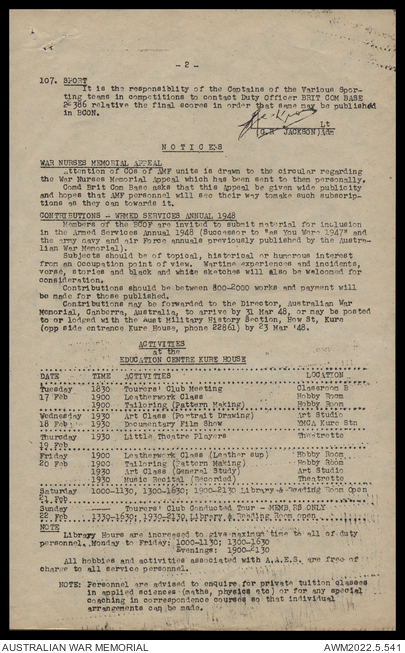 - 2 -
107. SPORT
It is the responsiblity of the Captains of the Various Spor-
ting teams in competitions to contact Duty Officer BRIT COM BASE
386 relative the final scores in order that same may be published
in BCON.
Lt
JACKSON)
N O T I C E S
WAR NURSES MEMORIAL APPEAL
Attention of COs of AMF units is drawn to the circular regarding
the War Nurses Memorial Appeal which has been sent to them personally.
Comd Brit Com Base asks that this Appeal be given wide publicity
and hopes that AMF personnel will see their way tomake such subscrip-
tions as they can towards it.
CONTRIBUTIONS - ARMED SERVICES ANNUAL 1948
Members of the BCOF are invited to submit material for inclusion
in the Armed Services Annual 1948 (Successor to "as You Were 1947" and
the army navy and air Force annuals previously published by the Austra-
lian War Memorial).
Subjects should be of topical, historical or humorous interest
from an Occupation point of view. Wartime experiences and incidents,
verse, stories and black and white sketches will also be welcomed for
consideration.
Contributions should be between 800-2000 works and payment will
be made for those published.
Contributions may be forwarded to the Director, Australian War
Memorial, Canberra, Australia, to arrive by 31 Mar 48, or may be posted
to or lodged with the Aust Military History Section, How St, Kure
(opp side entrance Kure House, phone 22861) by 23 Mar '48.
ACTIVITIES
at the
EDUCATION CENTRE KURE HOUSE
DATE TIME ACTIVITIES LOCATION
Tuesday 1830 Tourers' Club Meeting Classroom B
17 Feb 1900 Leatherwork Class Hobby Room
1900 Tailoring (Pattern Making) Hobby Room
Wednesday 1930 Art Class (Portrait Drawing) Art Studio
18 Feb 1930 Documentary Film Show YMCA Kure Stn
Thursday 1930 Little Theatre Players Theatrette
19 Feb
Friday 1900 Leatherwork Class (Leather sup) Hobby Room
20 Feb 1900 Tailoring (Pattern Making) Hobby Room
1930 Art Class (General Study) Art Studio
1930 Music Recital (Recorded) Theatrette
Saturday 1000-1130, 1300-1630; 1900-2130 Library & Reading Room Open
21 Feb
Sunday Tourers' Club Conducted Tour - MEMBERS ONLY
22 Feb 1330-1630; 1930-2130 Library & Reading Room open
NOTE
Library Hours are increased to give maximum time to all off duty
personnel. Monday to Friday: 1000-1130; 1300-1630
Evenings: 1900-2130
All hobbies and activities associated with A.A.E.S. are free of
charge to all service personnel.
NOTE: Personnel are advised to enquire for private tuition classes
in applied sciences (maths, physics etc) or for any special
coaching in correspondence courses so that individual
arrangements can be made.
AUSTRALIAN WAR MEMORIAL AWM2022.5.541